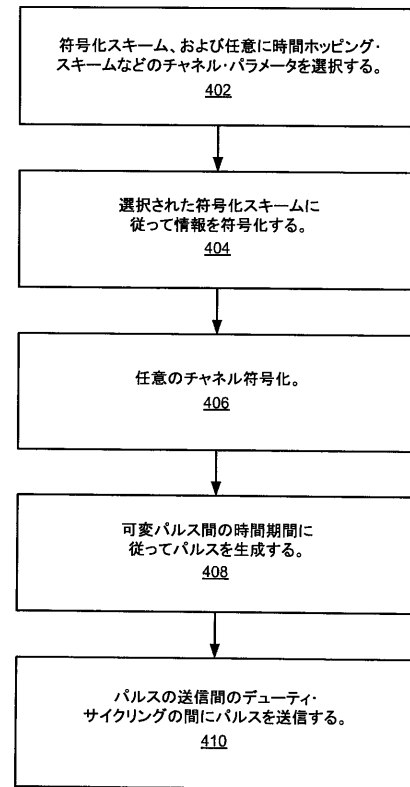 符号化スキーム、および任意に時間ホッピング・
スキームなどのチャネル・パラメータを選択する。
402
選択された符号化スキームに
従って情報を符号化する。
404
任意のチャネル符号化。
406
可変パルス間の時間期間に
従ってパルスを生成する。
408
パルスの送信間のデューティ・
サイクリングの間にパルスを送信する。
410